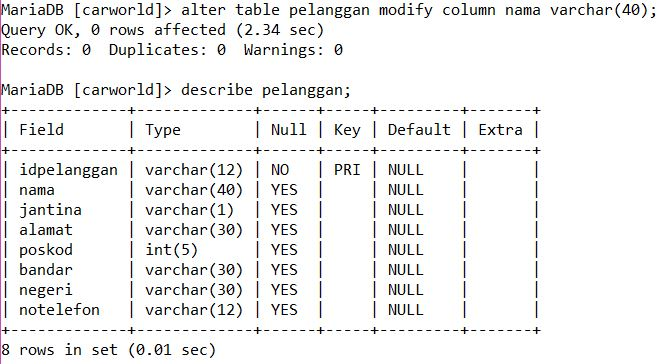 MariaDB [carworld]> alter table pelanggan modify column nama varchar(40);
Query OK, 0 rows affected (2.34 sec)
Records: 0  Duplicates: 0  Warnings: 0

MariaDB [carworld]> describe pelanggan;
+-------------+-------------+------+-----+---------+-------+
| Field       | Type        | Null | Key | Default | Extra |
+-------------+-------------+------+-----+---------+-------+
| idpelanggan | varchar(12) | NO   | PRI | NULL    |       |
| nama        | varchar(40) | YES  |     | NULL    |       |
| jantina     | varchar(1)  | YES  |     | NULL    |       |
| alamat      | varchar(30) | YES  |     | NULL    |       |
| poskod      | int(5)      | YES  |     | NULL    |       |
| bandar      | varchar(30) | YES  |     | NULL    |       |
| negeri      | varchar(30) | YES  |     | NULL    |       |
| notelefon   | varchar(12) | YES  |     | NULL    |       |
+-------------+-------------+------+-----+---------+-------+
8 rows in set (0.01 sec)